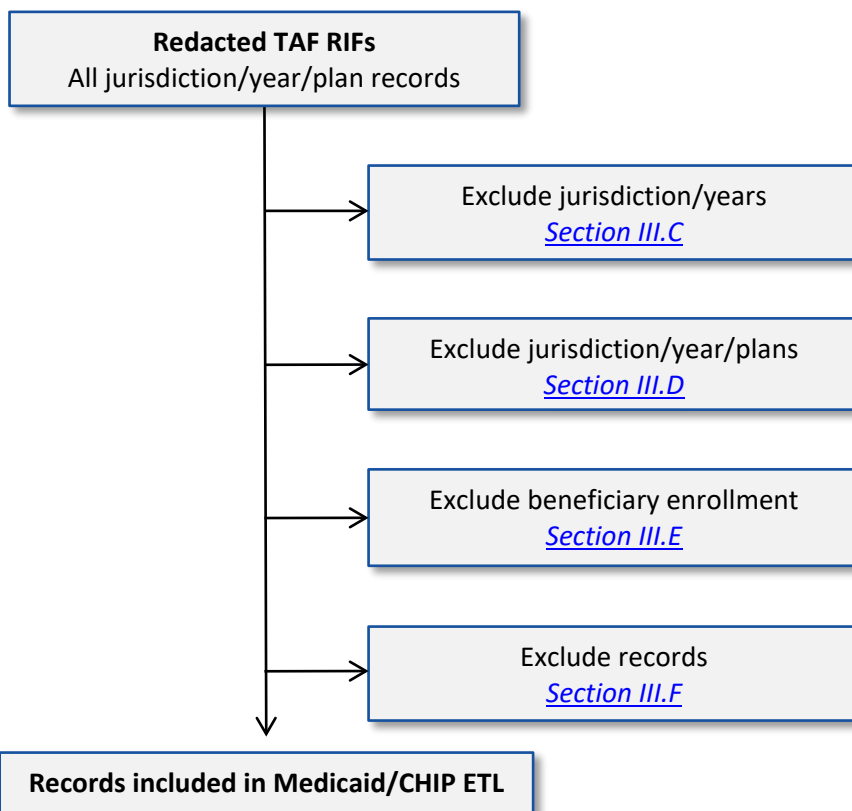 Redacted TAF RIFs
All jurisdiction/year/plan records
Exclude jurisdiction/years
Section III.C
Exclude jurisdiction/year/plans
Section III.D
Exclude beneficiary enrollment
Section III.E
Exclude records
Section III.F
Records included in Medicaid/CHIP ETL